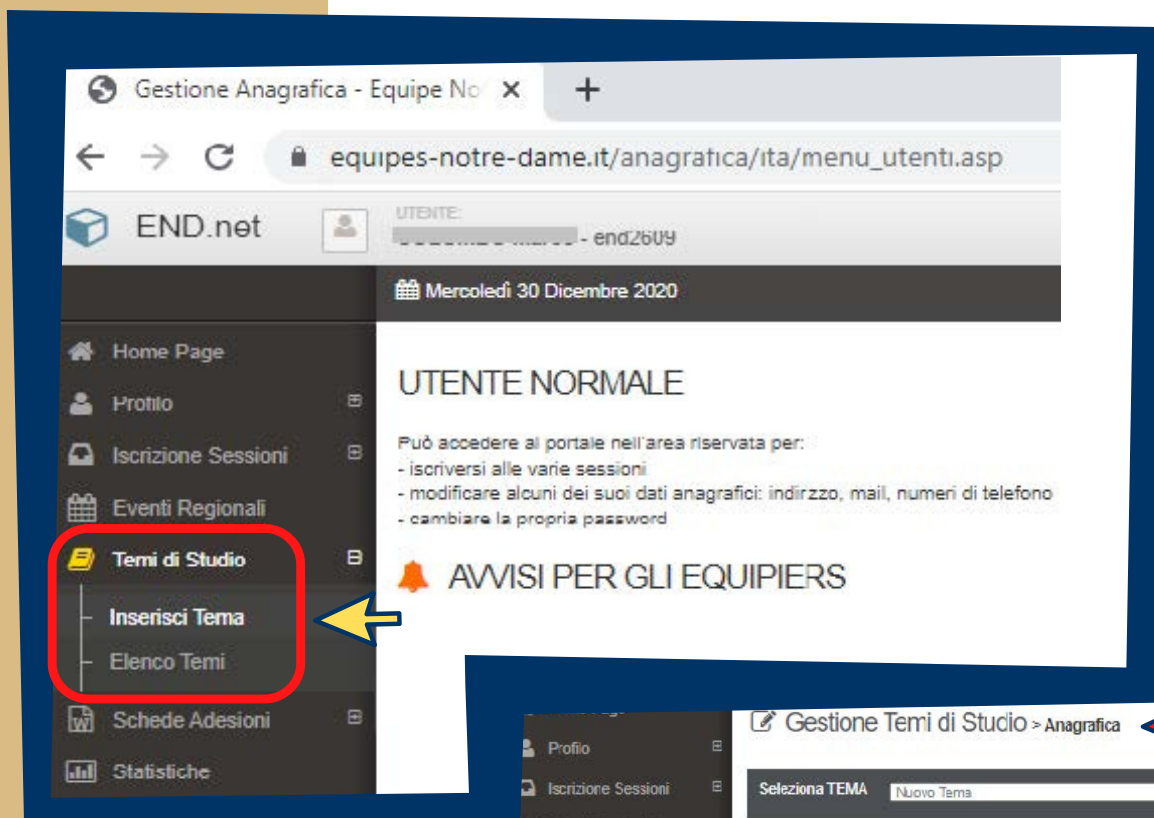 Gestione Anagrafica - Equipe No
equipes-notre-dame.it/anagrafica/ita/menu_utenti.asp
END.net
UTENTE:
- end2609
Mercoledì 30 Dicembre 2020
Home Page
Profilo
Iscrizione Sessioni
Eventi Regionali
Temi di Studio
Inserisci Tema
Elenco Temi
Schede Adesioni
Statistiche
UTENTE NORMALE
Può accedere al portale nell'area riservata per:
- iscriversi alle varie sessioni
- modificare alcuni dei suoi dati anagrafici: indirzzo, mail, numeri di telefono
- cambiare la propria password
AVVISI PER GLI EQUIPIERS
Profilo
Iscrizione Sessioni
Gestione Temi di Studio > Anagrafica
Seleziona TEMA
Nuovo Tema